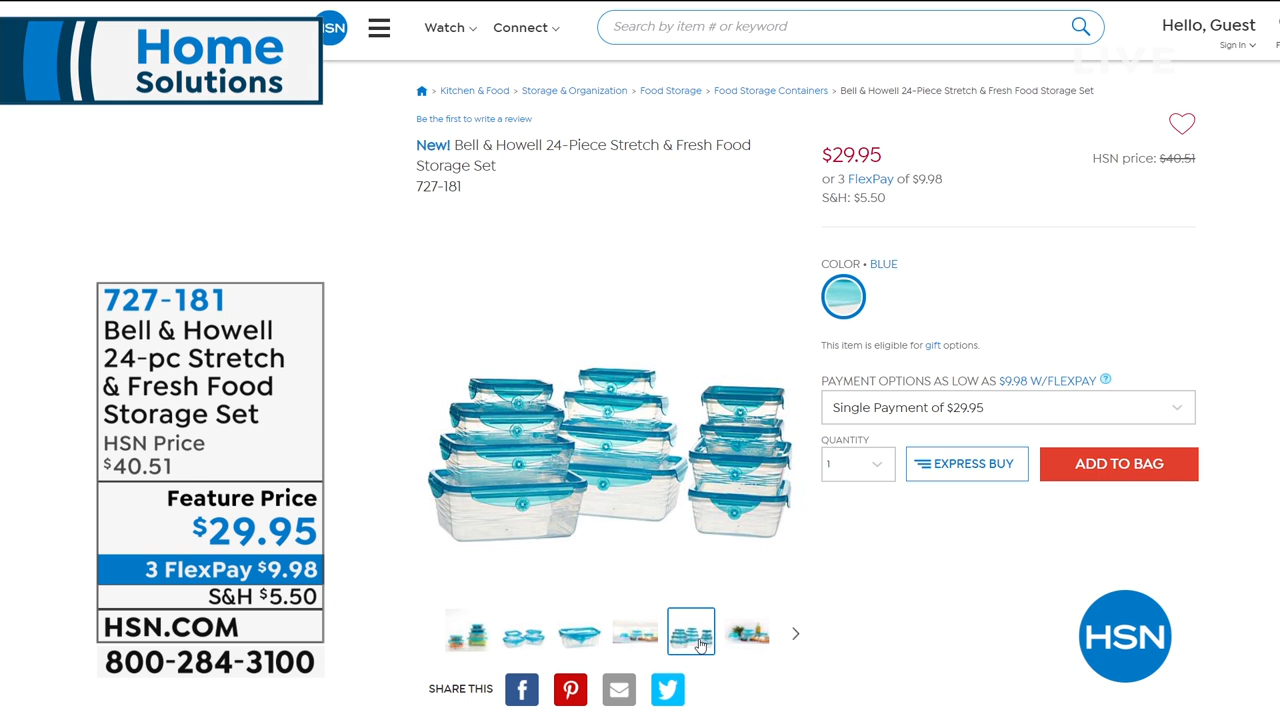 Home
Solutions
HSN
Watch
Connect
Search by item # or keyword
Hello, Guest
Sign In
LIVE
> Kitchen & Food > Storage & Organization > Food Storage > Food Storage Containers > Bell & Howell 24-Piece Stretch & Fresh Food Storage Set
Be the first to write a review
New! Bell & Howell 24-Piece Stretch & Fresh Food
Storage Set
727-181
$29.95
HSN price: $40.51
or 3 FlexPay of $9.98
S&H: $5.50
COLOR • BLUE
This item is eligible for gift options.
PAYMENT OPTIONS AS LOW AS $9.98 W/FLEXPAY ?
Single Payment of $29.95
QUANTITY
1
EXPRESS BUY
ADD TO BAG
727-181
Bell & Howell
24-pc Stretch
& Fresh Food
Storage Set
HSN Price
$40.51
Feature Price
$29.95
3 FlexPay $9.98
S&H $5.50
HSN.COM
800-284-3100
SHARE THIS
HSN